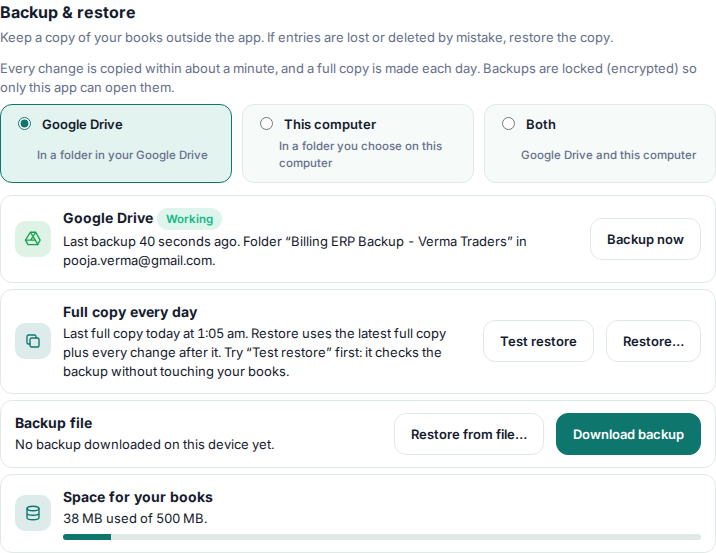 Backup & restore
Keep a copy of your books outside the app. If entries are lost or deleted by mistake, restore the copy.
Every change is copied within about a minute, and a full copy is made each day. Backups are locked (encrypted) so
only this app can open them.
Google Drive
In a folder in your Google Drive
This computer
In a folder you choose on this
computer
Both
Google Drive and this computer
Google Drive Working
Last backup 40 seconds ago. Folder “Billing ERP Backup - Verma Traders” in
pooja.verma@gmail.com.
Backup now
Full copy every day
Last full copy today at 1:05 am. Restore uses the latest full copy
plus every change after it. Try “Test restore” first: it checks the
backup without touching your books.
Test restore
Restore...
Backup file
No backup downloaded on this device yet.
Restore from file...
Download backup
Space for your books
38 MB used of 500 MB.